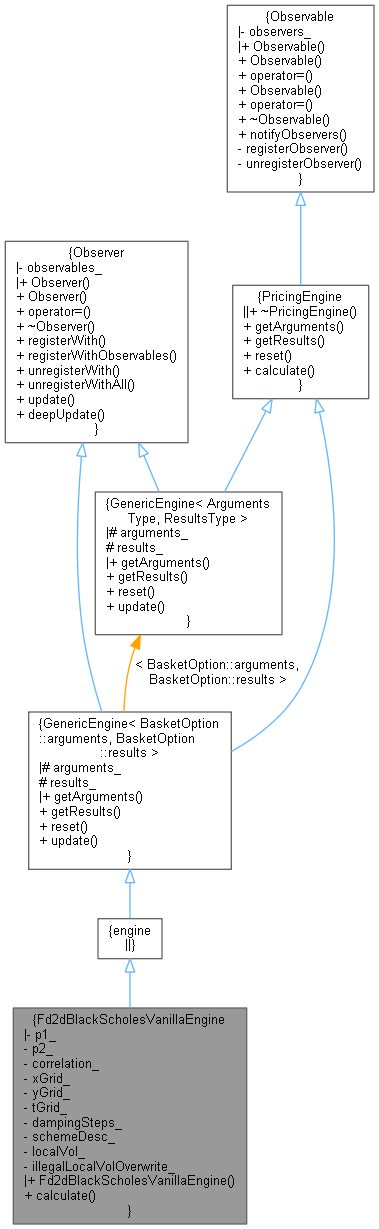 {Observable
|- observers_
|+ Observable()
+ Observable()
+ operator=()
+ Observable()
+ operator=()
+ ~Observable()
+ notifyObservers()
- registerObserver()
- unregisterObserver()
}
{Observer
|- observables_
|+ Observer()
+ Observer()
+ operator=()
+ ~Observer()
+ registerWith()
+ registerWithObservables()
+ unregisterWith()
+ unregisterWithAll()
+ update()
+ deepUpdate()
}
{PricingEngine
||+ ~PricingEngine()
+ getArguments()
+ getResults()
+ reset()
+ calculate()
}
{GenericEngine< Arguments
Type, ResultsType >
|# arguments_
# results_
|+ getArguments()
+ getResults()
+ reset()
+ update()
}
< BasketOption::arguments,
BasketOption::results >
{GenericEngine< BasketOption
::arguments, BasketOption
::results >
|# arguments_
# results_
|+ getArguments()
+ getResults()
+ reset()
+ update()
}
{engine
||}
{Fd2dBlackScholesVanillaEngine
|- p1_
- p2_
- correlation_
- xGrid_
- yGrid_
- tGrid_
- dampingSteps_
- schemeDesc_
- localVol_
- illegalLocalVolOverwrite_
|+ Fd2dBlackScholesVanillaEngine()
+ calculate()
}